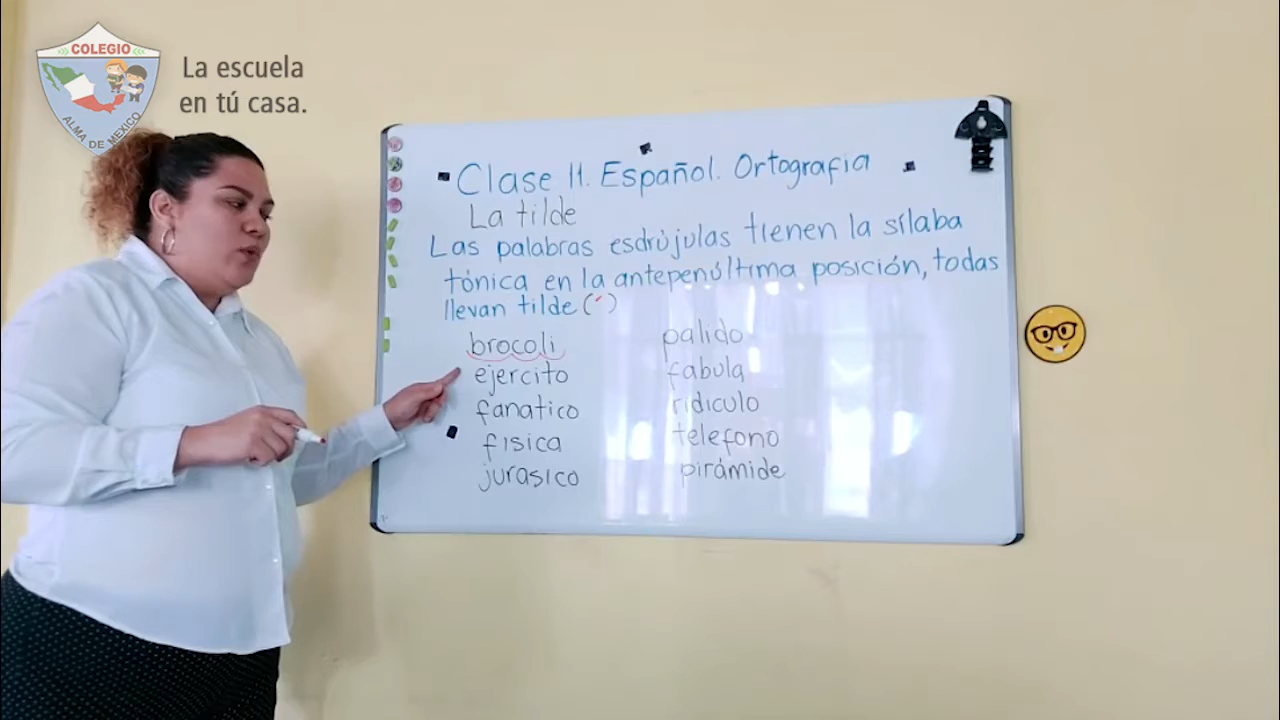 COLEGIO
ALMA DE MEXICO
La escuela
en tú casa.
Clase 11. Español. Ortografía
La tilde
Las palabras esdrújulas tienen la sílaba
tónica en la antepenúltima posición, todas
llevan tilde (´)
brocoli
ejercito
fanatico
fisica
jurasico
palido
fabula
ridiculo
telefono
pirámide